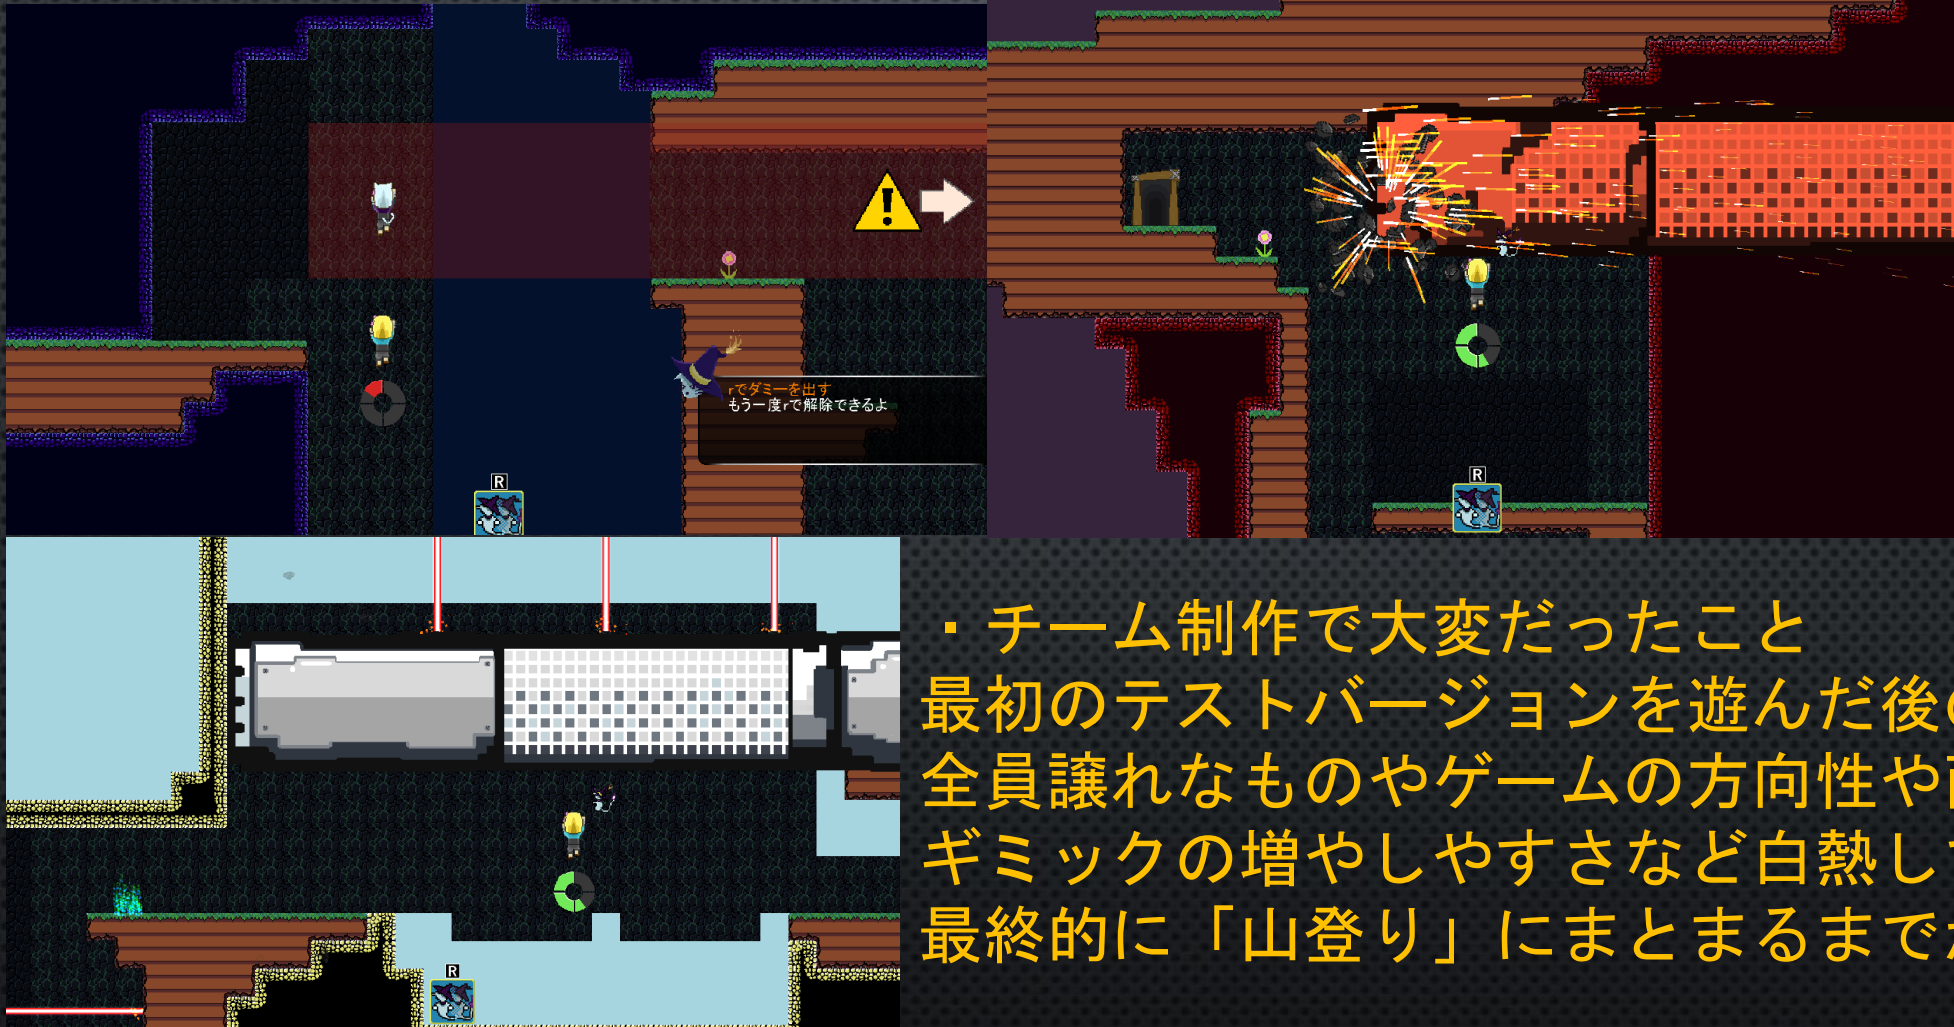 rでダミーを出す
もう一度rで解除できるよ
R
R
R
・チーム制作で大変だったこと
最初のテストバージョンを遊んだ後の
全員譲れなものやゲームの方向性や
ギミックの増やしやすさなど白熱し
最終的に「山登り」にまとまるまで